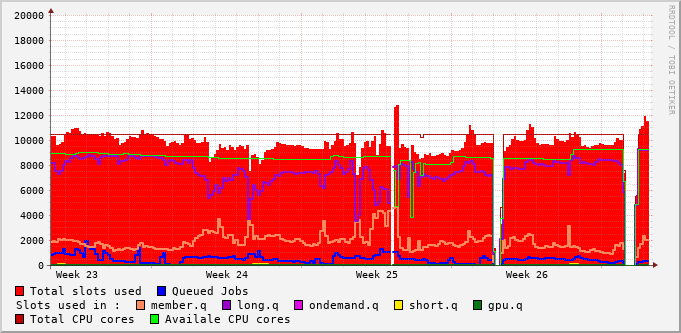 20000
18000
16000
14000
12000
10000
8000
6000
4000
2000
0
Week 23 Week 24 Week 25 Week 26
Total slots used Queued Jobs
Slots used in : member.q long.q ondemand.q short.q gpu.q
Total CPU cores Availale CPU cores
RRDTOOL / TOBI OETIKER